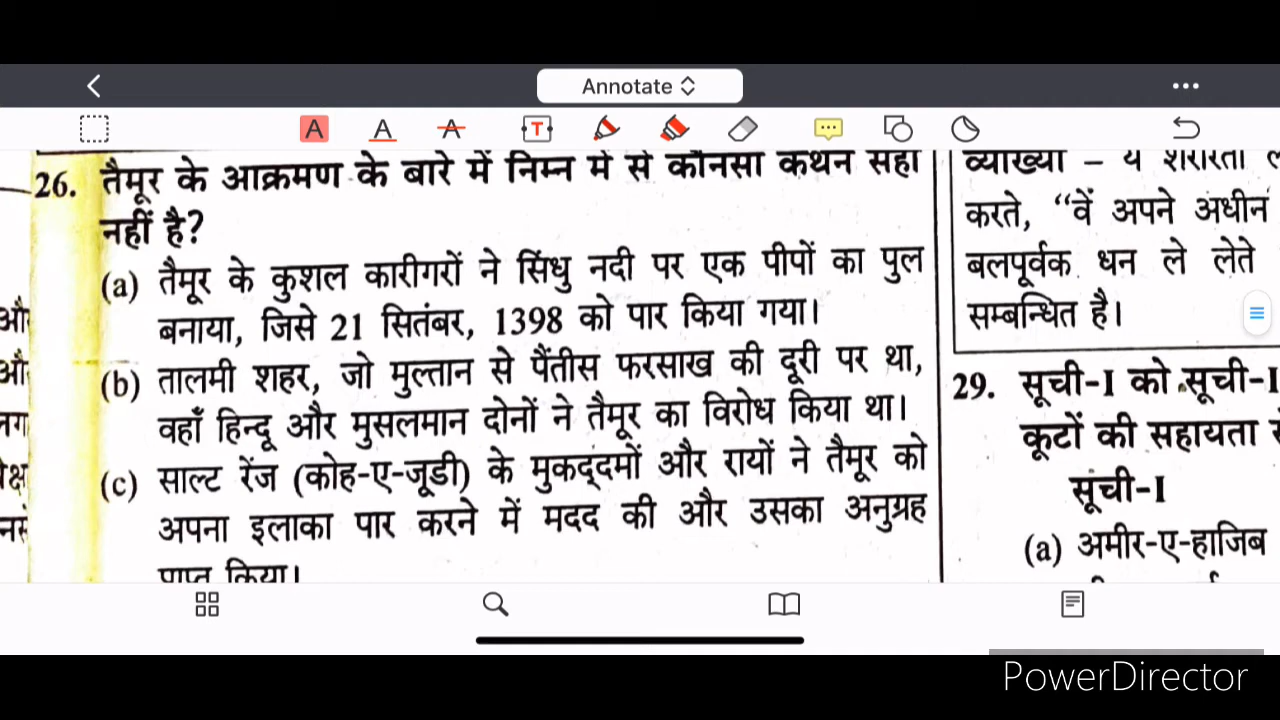 Annotate
A A A T
26. तैमूर के आक्रमण के बारे में निम्न में से कौनसा कथन सही
नहीं है?
(a) तैमूर के कुशल कारीगरों ने सिंधु नदी पर एक पीपों का पुल
बनाया, जिसे 21 सितंबर, 1398 को पार किया गया।
(b) तालमी शहर, जो मुल्तान से पैंतीस फरसाख की दूरी पर था,
वहाँ हिन्दू और मुसलमान दोनों ने तैमूर का विरोध किया था।
(c) साल्ट रेंज (कोह-ए-जूडी) के मुकद्दमों और रायों ने तैमूर को
अपना इलाका पार करने में मदद की और उसका अनुग्रह
प्राप्त किया।
व्याख्या – ये
करते, “वें अपने अधीन
बलपूर्वक धन ले लेते
सम्बन्धित है।
29. सूची-I को सूची-I
कूटों की सहायता
सूची-I
(a) अमीर-ए-हाजिब
PowerDirector